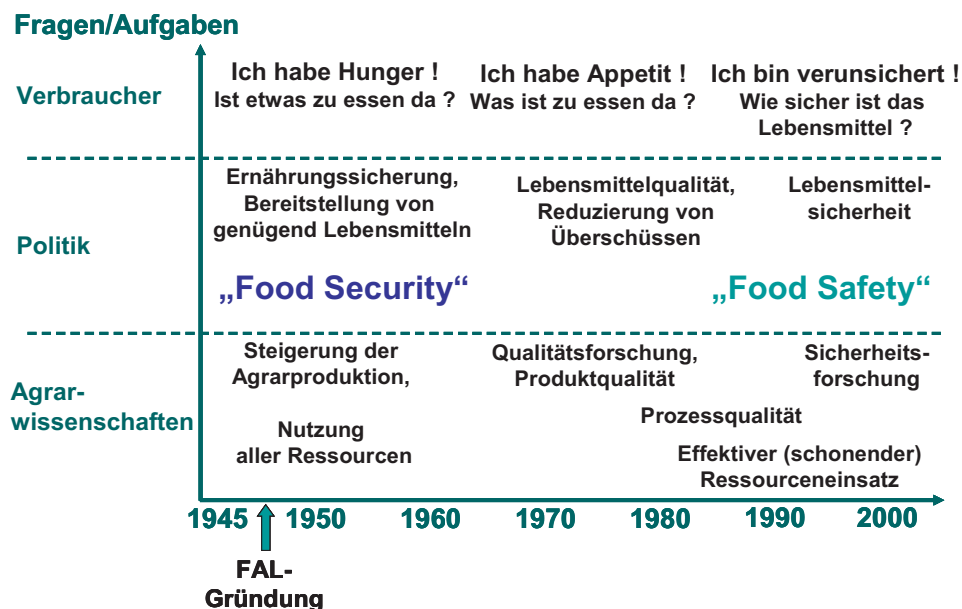 Fragen/Aufgaben
Verbraucher
Ich habe Hunger !
Ist etwas zu essen da ?
Ich habe Appetit !
Was ist zu essen da ?
Ich bin verunsichert !
Wie sicher ist das
Lebensmittel ?
Politik
Ernährungssicherung,
Bereitstellung von
genügend Lebensmitteln
Lebensmittelqualität,
Reduzierung von
Überschüssen
Lebensmittel-
sicherheit
„Food Security“
„Food Safety“
Agrar-
wissenschaften
Steigerung der
Agrarproduktion,
Nutzung
aller Ressourcen
Qualitätsforschung,
Produktqualität
Sicherheits-
forschung
Prozessqualität
Effektiver (schonender)
Ressourceneinsatz
1945 1950 1960 1970 1980 1990 2000
FAL-
Gründung